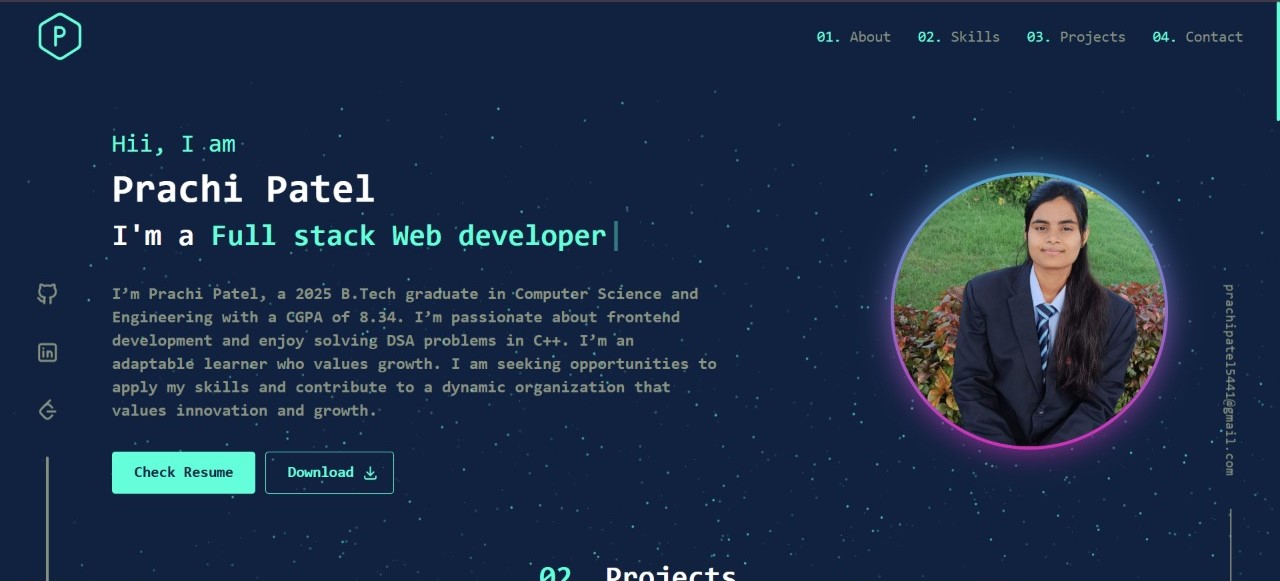 P
01. About 02. Skills 03. Projects 04. Contact
Hii, I am
Prachi Patel
I'm a Full stack Web developer
I’m Prachi Patel, a 2025 B.Tech graduate in Computer Science and
Engineering with a CGPA of 8.34. I’m passionate about frontend
development and enjoy solving DSA problems in C++. I’m an
adaptable learner who values growth. I am seeking opportunities to
apply my skills and contribute to a dynamic organization that
values innovation and growth.
Check Resume Download
in
prachipatel5441@gmail.com
02. Projects